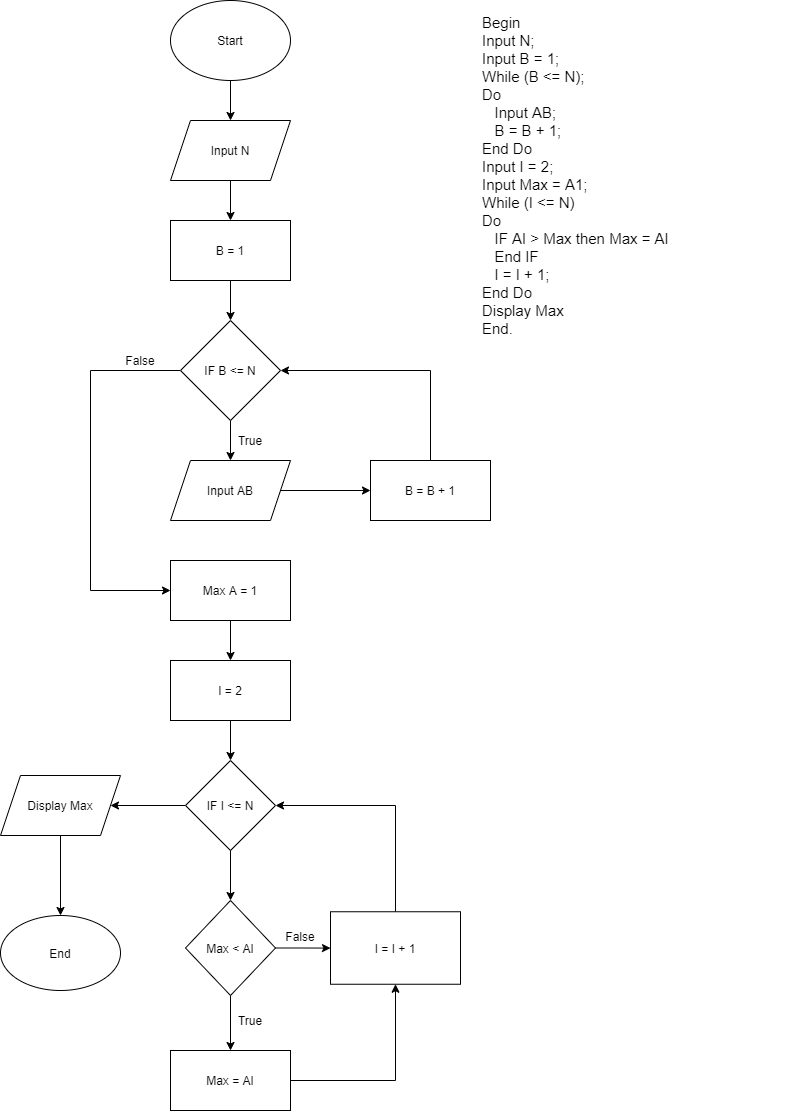 Start
Input N
B = 1
IF B <= N
False
True
Input AB
B = B + 1
Max A = 1
I = 2
IF I <= N
Display Max
End
Max < AI
False
I = I + 1
True
Max = AI
Begin
Input N;
Input B = 1;
While (B <= N);
Do
Input AB;
B = B + 1;
End Do
Input I = 2;
Input Max = A1;
While (I <= N)
Do
IF AI > Max then Max = AI
End IF
I = I + 1;
End Do
Display Max
End.